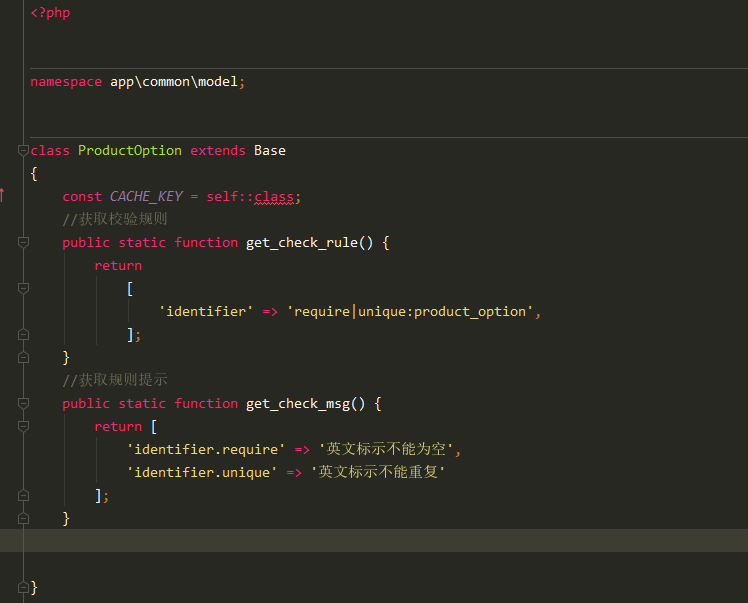 <?php
namespace app\common\model;
class ProductOption extends Base
{
const CACHE_KEY = self::class;
//获取校验规则
public static function get_check_rule() {
return
[
'identifier' => 'require|unique:product_option',
];
}
//获取规则提示
public static function get_check_msg() {
return [
'identifier.require' => '英文标示不能为空',
'identifier.unique' => '英文标示不能重复'
];
}
}